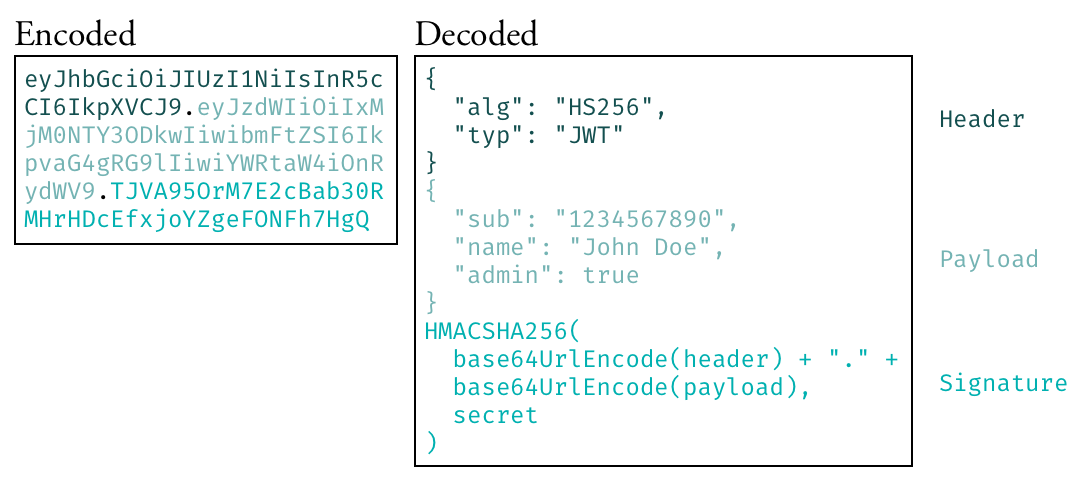 Encoded
eyJhbGciOiJIUzI1NiIsInR5c
CI6IkpXVCJ9.eyJzdWIiOiIxM
jM0NTY3ODkwIiwibmFtZSI6Ik
pvaG4gRG9lIiwiYWRtaW4iOnR
ydWV9.TJVA95OrM7E2cBab30R
MHrHDcEfxjoYZgeFONFh7HgQ
Decoded
{
  "alg": "HS256",
  "typ": "JWT"
}
{
  "sub": "1234567890",
  "name": "John Doe",
  "admin": true
}
HMACSHA256(
  base64UrlEncode(header) + "." +
  base64UrlEncode(payload),
  secret
)
Header
Payload
Signature